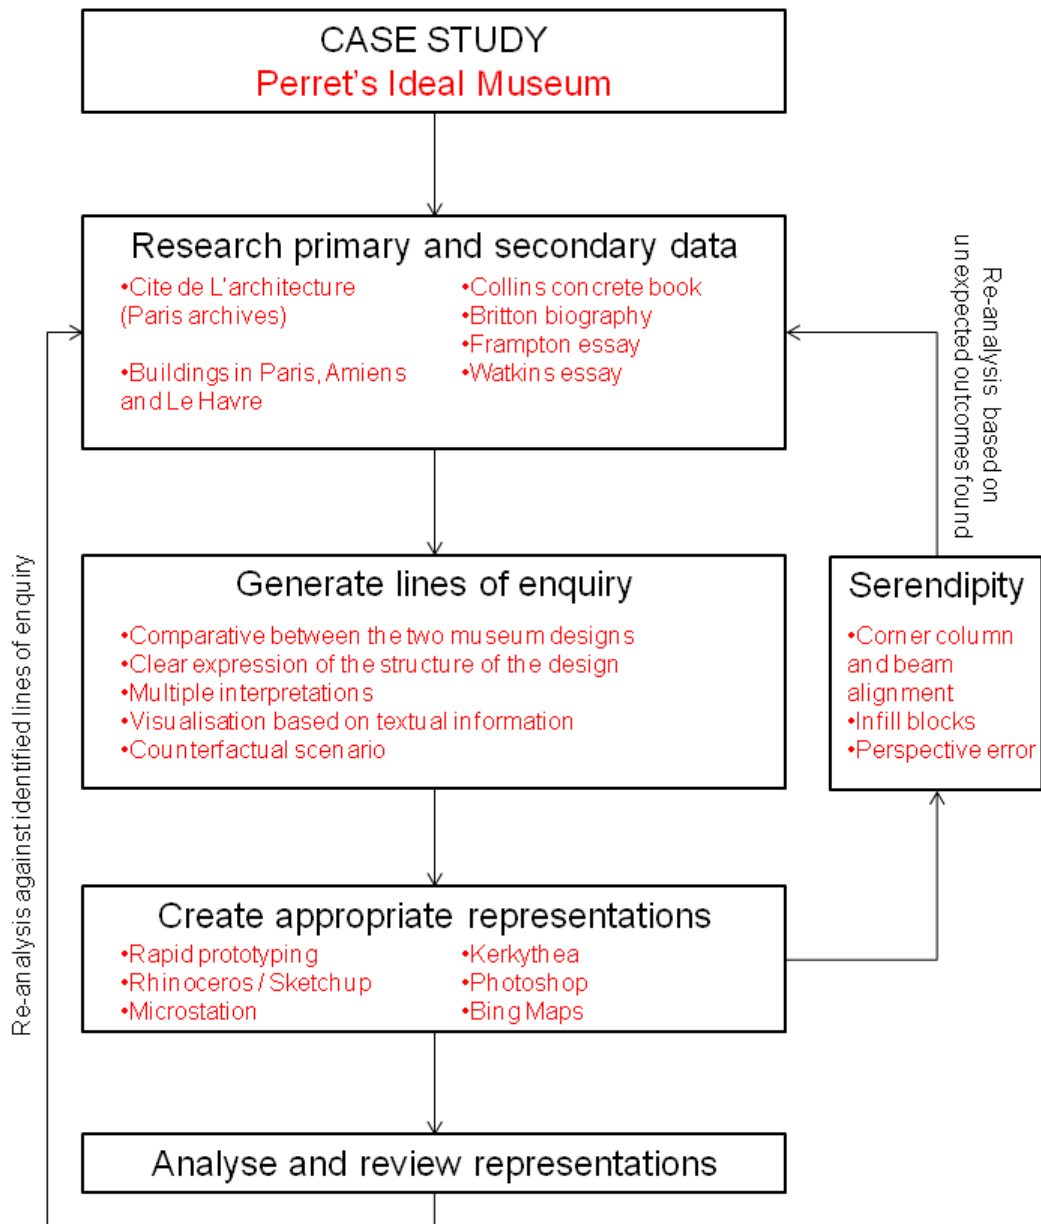 CASE STUDY
Perret's Ideal Museum
Research primary and secondary data
•Cite de L'architecture
(Paris archives)
•Buildings in Paris, Amiens
and Le Havre
•Collins concrete book
•Britton biography
•Frampton essay
•Watkins essay
Re-analysis based on
unexpected outcomes found
Generate lines of enquiry
•Comparative between the two museum designs
•Clear expression of the structure of the design
•Multiple interpretations
•Visualisation based on textual information
•Counterfactual scenario
Serendipity
•Corner column
and beam
alignment
•Infill blocks
•Perspective error
Re-analysis against identified lines of enquiry
Create appropriate representations
•Rapid prototyping
•Rhinoceros / Sketchup
•Microstation
•Kerkythea
•Photoshop
•Bing Maps
Analyse and review representations